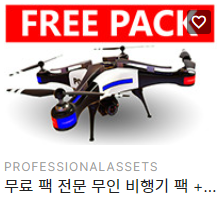 FREE PACK
PROFESSIONALASSETS
무료 팩 전문 무인 비행기 팩 +...